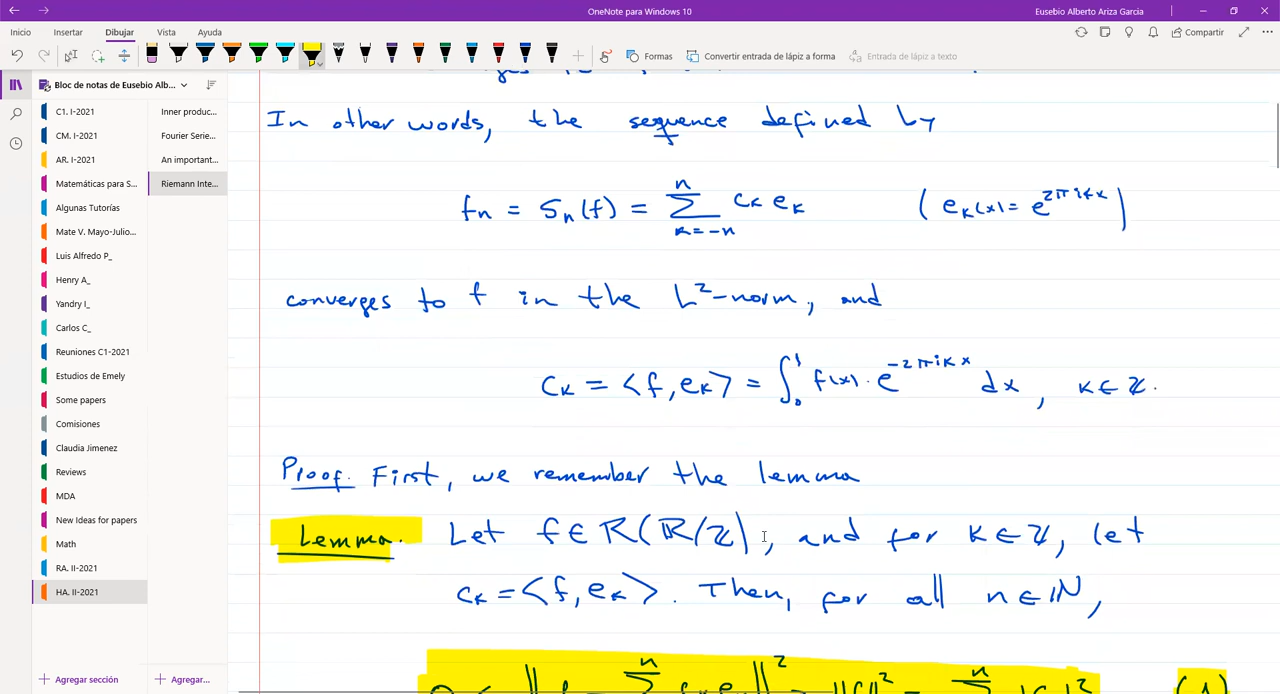 OneNote para Windows 10
Eusebio Alberto Ariza Garcia
Inicio Insertar Dibujar Vista Ayuda
Compartir
Formas Convertir entrada de lápiz a forma Entrada de lápiz a texto
Bloc de notas de Eusebio Alb...
C1. I-2021
CM. I-2021
AR. I-2021
Matemáticas para S...
Algunas Tutorías
Mate V. Mayo-Julio...
Luis Alfredo P_
Henry A_
Yandry I_
Carlos C_
Reuniones C1-2021
Estudios de Emely
Some papers
Comisiones
Claudia Jimenez
Reviews
MDA
New Ideas for papers
Math
RA. II-2021
HA. II-2021
Agregar sección
Inner produc...
Fourier Serie...
An important...
Riemann Inte...
Agregar...
In other words, the sequence defined by
fn = Sn(f) = ∑_{k=-n}^{n} ck ek (ek(x) = e^{2πikx})
converges to f in the L²-norm, and
ck = <f, ek> = ∫_0^1 f(x) · e^{-2πikx} dx, k ∈ ℤ.
Proof. First, we remember the lemma
Lemma. Let f ∈ R(ℝ/ℤ), and for k ∈ ℤ, let
ck = <f, ek>. Then, for all n ∈ ℕ,